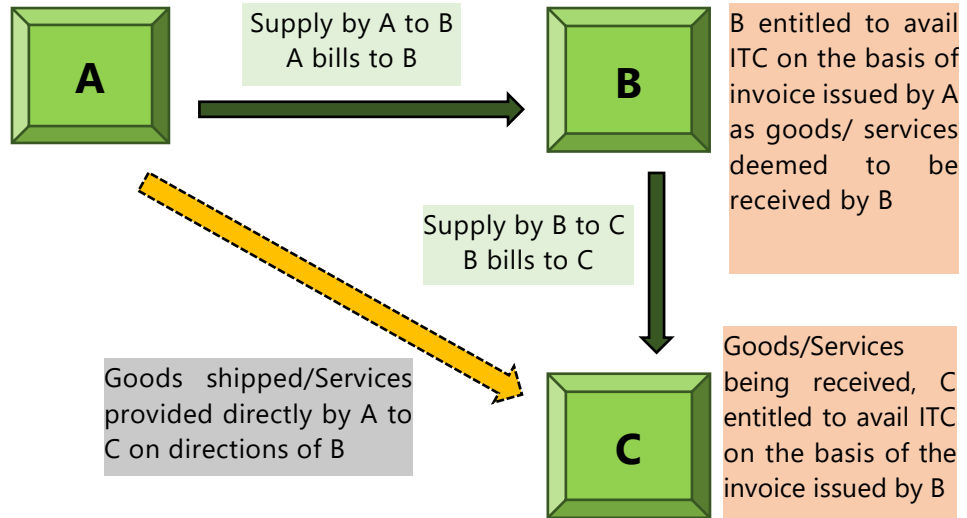 A
Supply by A to B
A bills to B
B
B entitled to avail
ITC on the basis of
invoice issued by A
as goods/ services
deemed to be
received by B
Supply by B to C
B bills to C
Goods shipped/Services
provided directly by A to
C on directions of B
C
Goods/Services
being received, C
entitled to avail ITC
on the basis of the
invoice issued by B